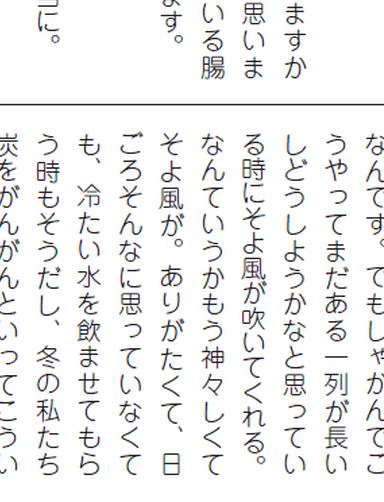 ますか
思いま
いる腸
ます。
に。
なんです。でもしゃがんでこ
うやってまだある一列が長い
しどうしようかなと思ってい
る時にそよ風が吹いてくれる。
なんていうかもう神々しくて
そよ風が。ありがたくて、日
ごろそんなに思っていなくて
も、冷たい水を飲ませてもら
う時もそうだし、冬の私たち
炭をがんがんといってこうい